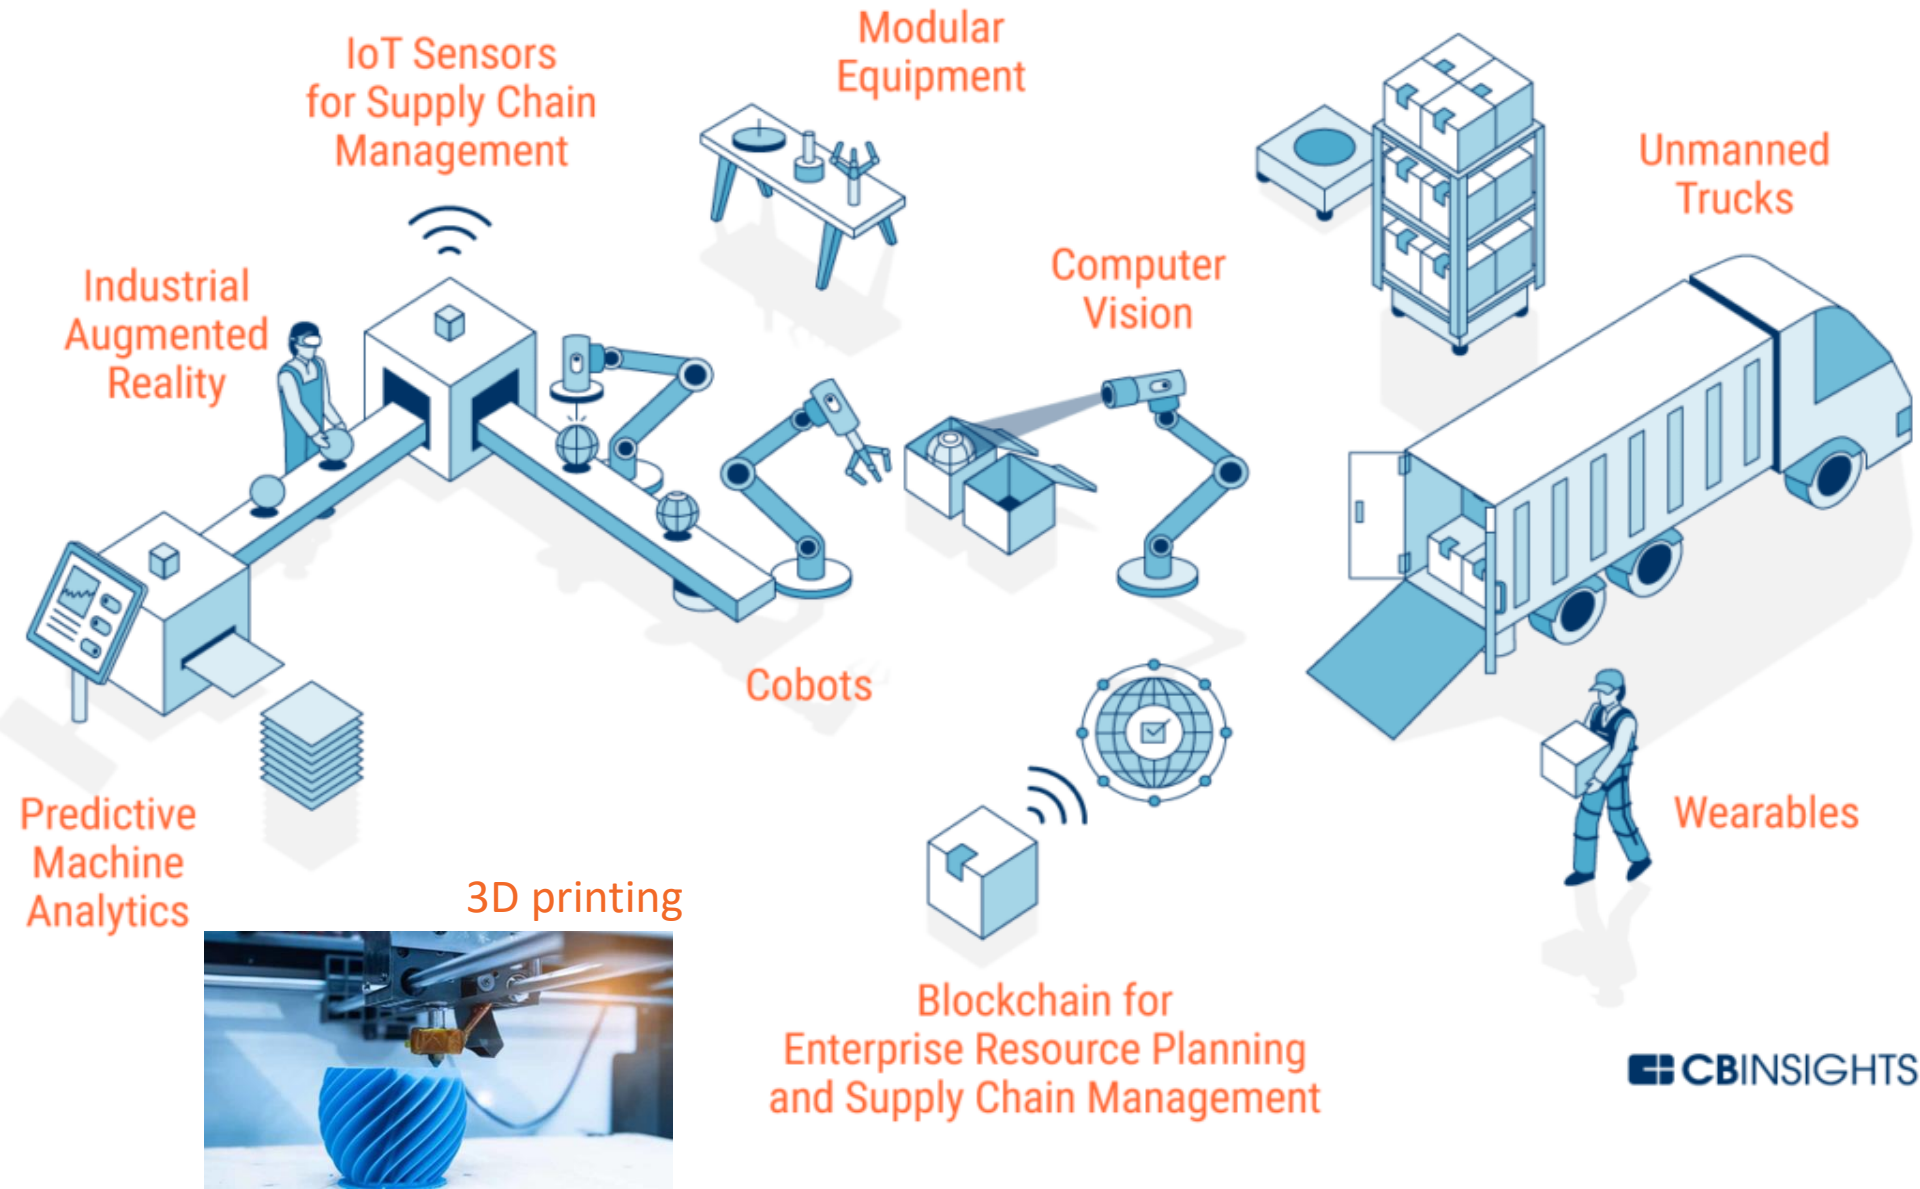 IoT Sensors
for Supply Chain
Management
Modular
Equipment
Unmanned
Trucks
Industrial
Augmented
Reality
Computer
Vision
Cobots
Predictive
Machine
Analytics
Wearables
3D printing
Blockchain for
Enterprise Resource Planning
and Supply Chain Management
CBINSIGHTS